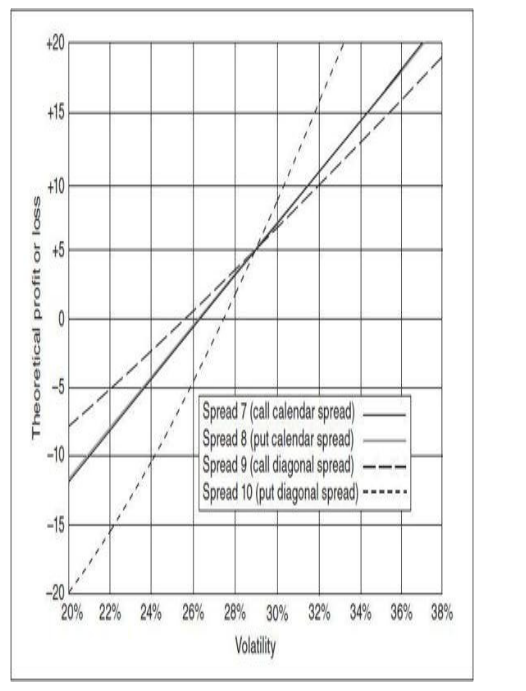 Theoretical profit or loss
+20
+15
+10
+5
0
−5
−10
−15
−20
Spread 7 (call calendar spread)
Spread 8 (put calendar spread)
Spread 9 (call diagonal spread)
Spread 10 (put diagonal spread)
20% 22% 24% 26% 28% 30% 32% 34% 36% 38%
Volatility